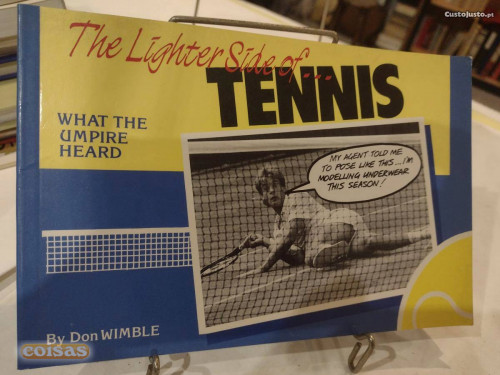 CustoJusto.pt
The Lighter Side of...
TENNIS
WHAT THE
UMPIRE
HEARD
MY AGENT TOLD ME
TO POSE LIKE THIS...I'M
MODELLING UNDERWEAR
THIS SEASON!
By Don WIMBLE
coisas